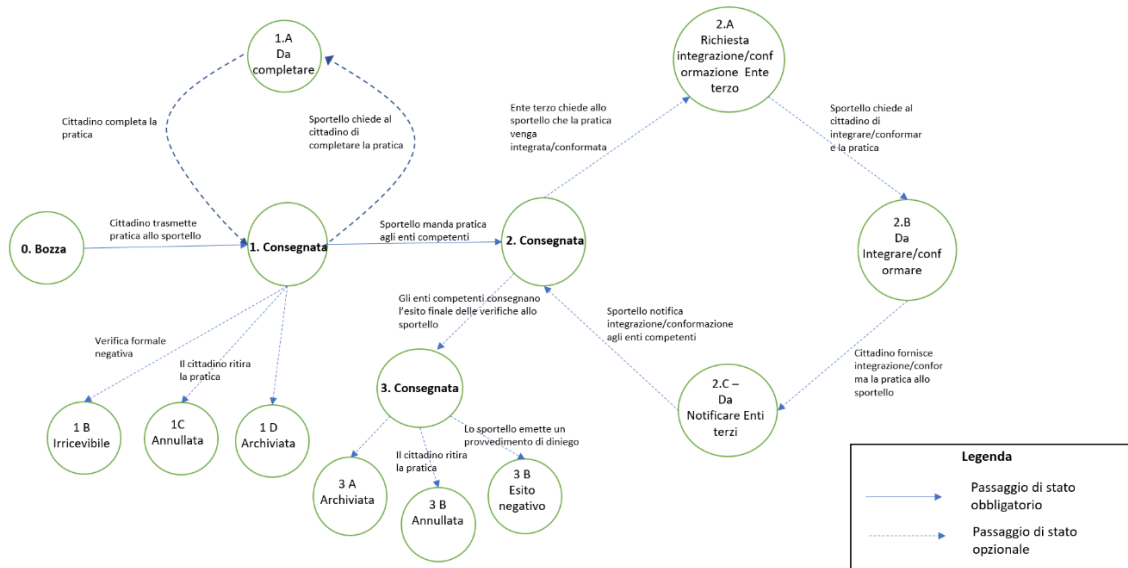 1.A
Da
completare
Cittadino completa la
pratica
Sportello chiede al
cittadino di
completare la pratica
2.A
Richiesta
integrazione/conf
ormazione Ente
terzo
Ente terzo chiede allo
sportello che la pratica
venga
integrata/conformata
Sportello chiede al
cittadino di
integrare/conformar
e la pratica
0. Bozza
Cittadino trasmette
pratica allo sportello
1. Consegnata
Sportello manda pratica
agli enti competenti
2. Consegnata
2.B
Da
Integrare/conf
ormare
Gli enti competenti consegnano
l'esito finale delle verifiche allo
sportello
Sportello notifica
integrazione/conformazione
agli enti competenti
Cittadino fornisce
integrazione/confor
ma la pratica allo
sportello
Verifica formale
negativa
Il cittadino ritira
la pratica
1 B
Irricevibile
1C
Annullata
1 D
Archiviata
3. Consegnata
2.C –
Da
Notificare Enti
terzi
Lo sportello emette un
provvedimento di diniego
Il cittadino ritira
la pratica
3 A
Archiviata
3 B
Annullata
3 B
Esito
negativo
Legenda
Passaggio di stato
obbligatorio
Passaggio di stato
opzionale